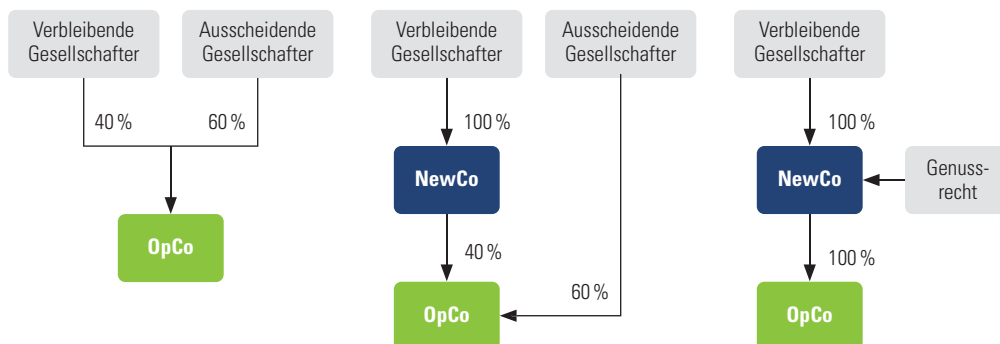 Verbleibende
Gesellschafter
Ausscheidende
Gesellschafter
40 %
60 %
OpCo
Verbleibende
Gesellschafter
Ausscheidende
Gesellschafter
100 %
NewCo
40 %
60 %
OpCo
Verbleibende
Gesellschafter
100 %
NewCo
Genuss-
recht
100 %
OpCo